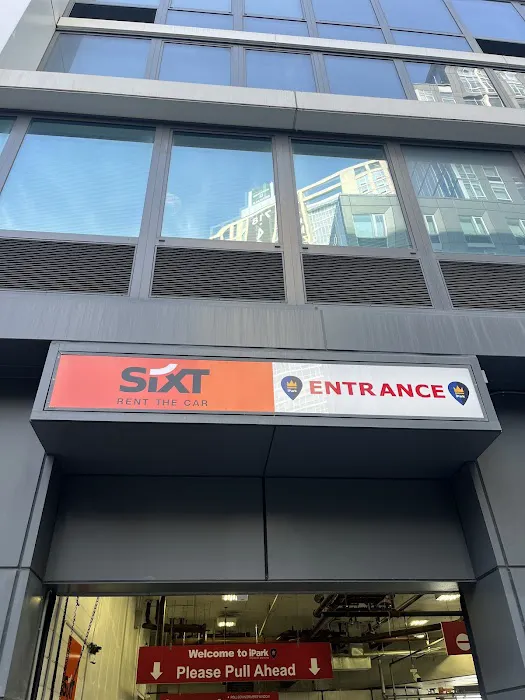 SIXT
RENT THE CAR
ENTRANCE
Welcome to iPark
Please Pull Ahead